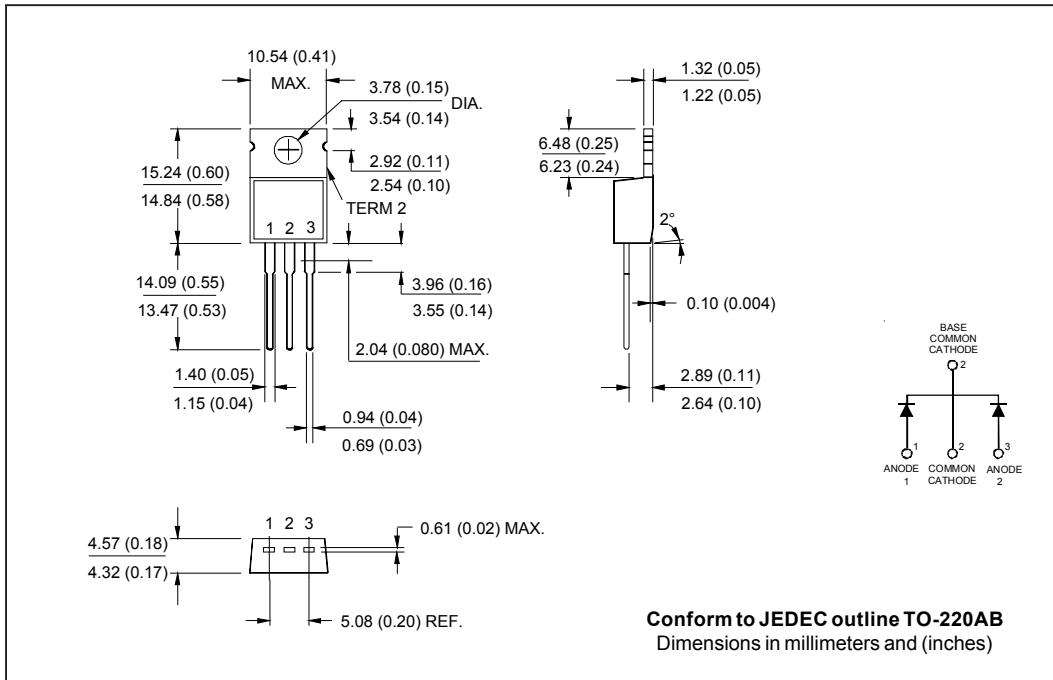 10.54 (0.41)
MAX.
3.78 (0.15)
3.54 (0.14)
DIA.
2.92 (0.11)
2.54 (0.10)
TERM 2
15.24 (0.60)
14.84 (0.58)
1 2 3
14.09 (0.55)
13.47 (0.53)
3.96 (0.16)
3.55 (0.14)
2.04 (0.080) MAX.
1.40 (0.05)
1.15 (0.04)
0.94 (0.04)
0.69 (0.03)
1.32 (0.05)
1.22 (0.05)
6.48 (0.25)
6.23 (0.24)
2°
0.10 (0.004)
2.89 (0.11)
2.64 (0.10)
BASE
COMMON
CATHODE
2
1 2 3
ANODE COMMON ANODE
1 CATHODE 2
1 2 3
0.61 (0.02) MAX.
4.57 (0.18)
4.32 (0.17)
5.08 (0.20) REF.
Conform to JEDEC outline TO-220AB
Dimensions in millimeters and (inches)